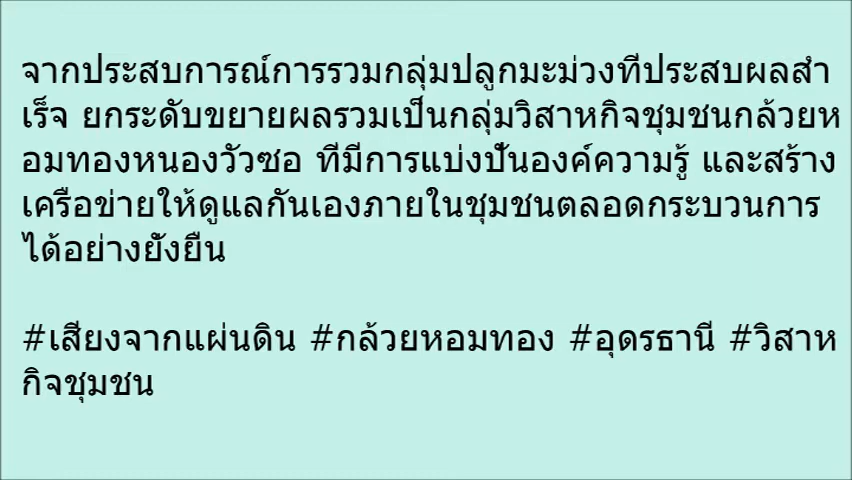 จากประสบการณ์การรวมกลุ่มปลูกมะม่วงที่ประสบผลสำ
เร็จ ยกระดับขยายผลรวมเป็นกลุ่มวิสาหกิจชุมชนกล้วยห
อมทองหนองวัวซอ ที่มีการแบ่งปันองค์ความรู้ และสร้าง
เครือข่ายให้ดูแลกันเองภายในชุมชนตลอดกระบวนการ
ได้อย่างยั่งยืน
#เสียงจากแผ่นดิน #กล้วยหอมทอง #อุดรธานี #วิสาห
กิจชุมชน